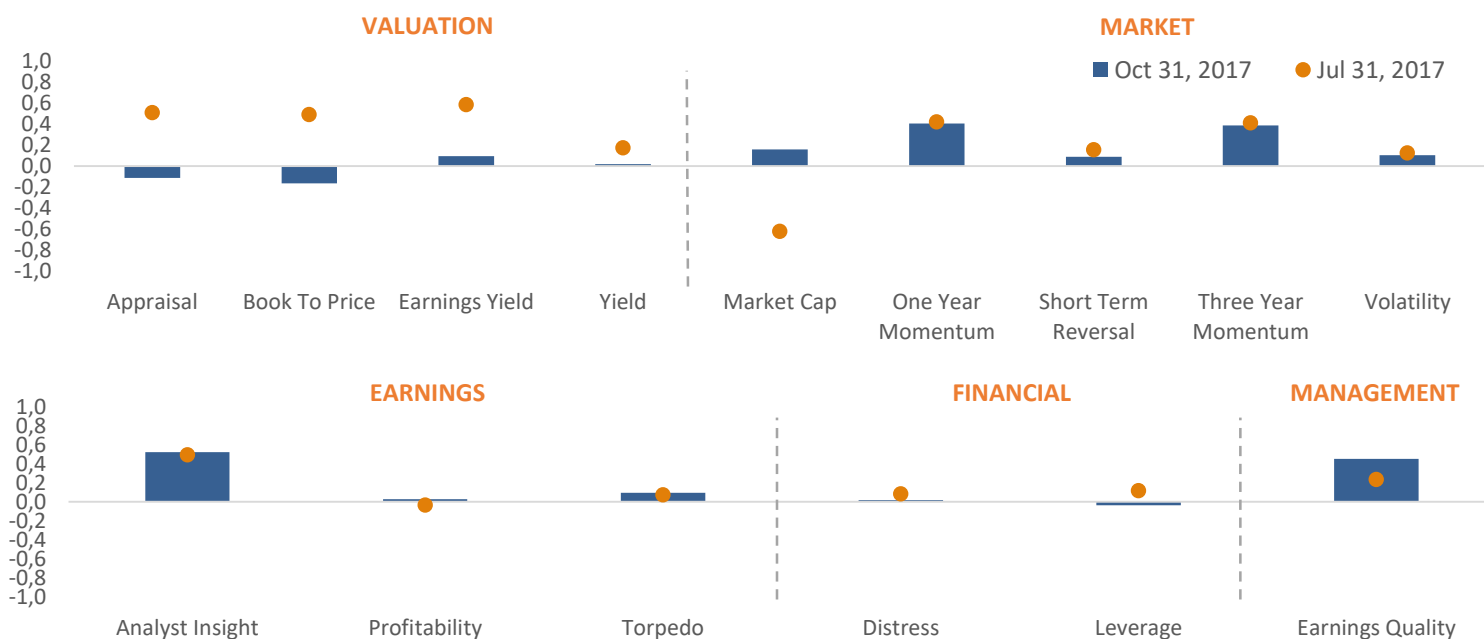 VALUATION
MARKET
Oct 31, 2017
Jul 31, 2017
1,0
0,8
0,6
0,4
0,2
0,0
-0,2
-0,4
-0,6
-0,8
-1,0
Appraisal
Book To Price
Earnings Yield
Yield
Market Cap
One Year
Momentum
Short Term
Reversal
Three Year
Momentum
Volatility
EARNINGS
FINANCIAL
MANAGEMENT
1,0
0,8
0,6
0,4
0,2
0,0
-0,2
-0,4
-0,6
-0,8
-1,0
Analyst Insight
Profitability
Torpedo
Distress
Leverage
Earnings Quality